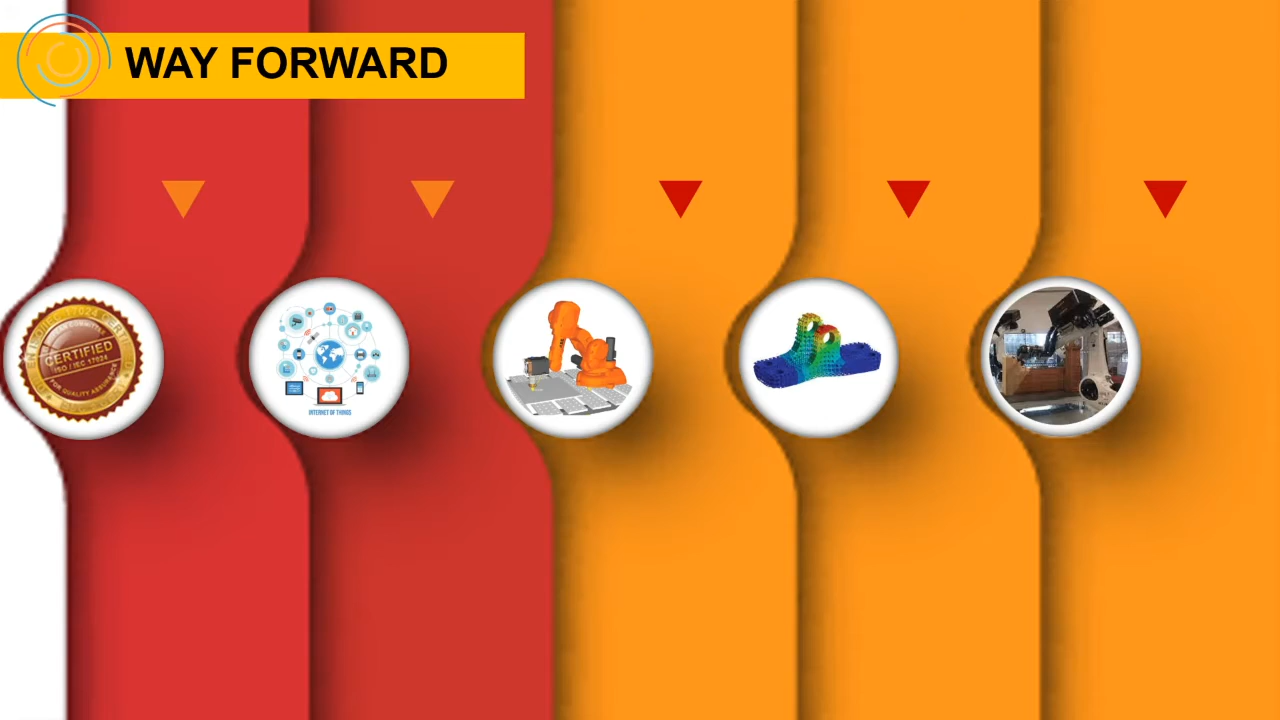 WAY FORWARD
CERTIFIED
ISO / IEC 17024
FOR QUALITY ASSURANCE
INTERNET OF THINGS